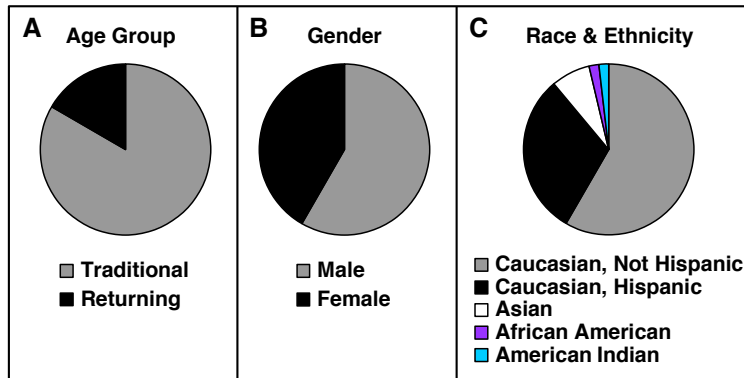 A Age Group
Traditional
Returning
B Gender
Male
Female
C Race & Ethnicity
Caucasian, Not Hispanic
Caucasian, Hispanic
Asian
African American
American Indian